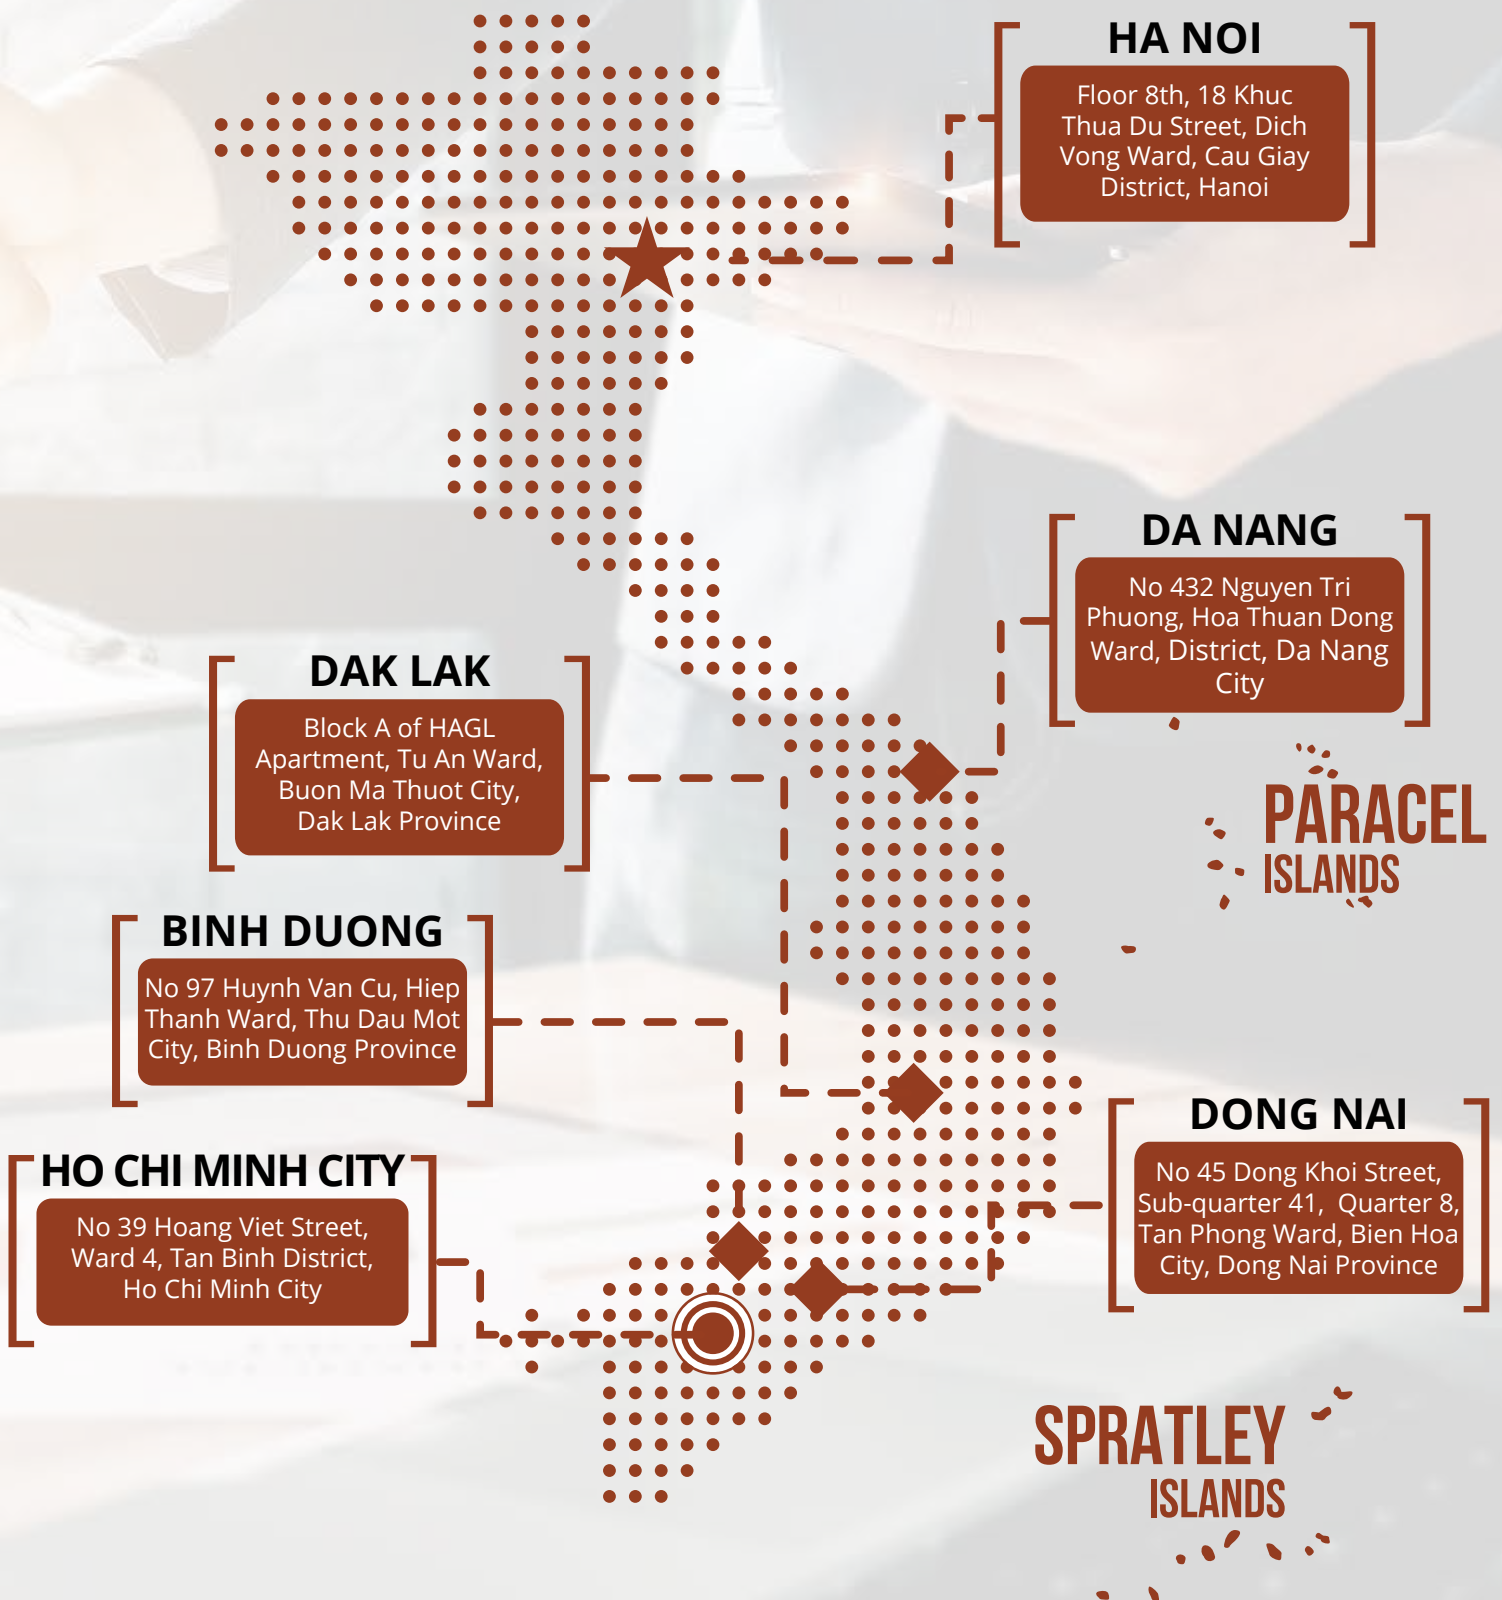 HA NOI
Floor 8th, 18 Khuc
Thua Du Street, Dich
Vong Ward, Cau Giay
District, Hanoi
DA NANG
No 432 Nguyen Tri
Phuong, Hoa Thuan Dong
Ward, District, Da Nang
City
DAK LAK
Block A of HAGL
Apartment, Tu An Ward,
Buon Ma Thuot City,
Dak Lak Province
PARACEL
ISLANDS
BINH DUONG
No 97 Huynh Van Cu, Hiep
Thanh Ward, Thu Dau Mot
City, Binh Duong Province
DONG NAI
No 45 Dong Khoi Street,
Sub-quarter 41, Quarter 8,
Tan Phong Ward, Bien Hoa
City, Dong Nai Province
HO CHI MINH CITY
No 39 Hoang Viet Street,
Ward 4, Tan Binh District,
Ho Chi Minh City
SPRATLEY
ISLANDS